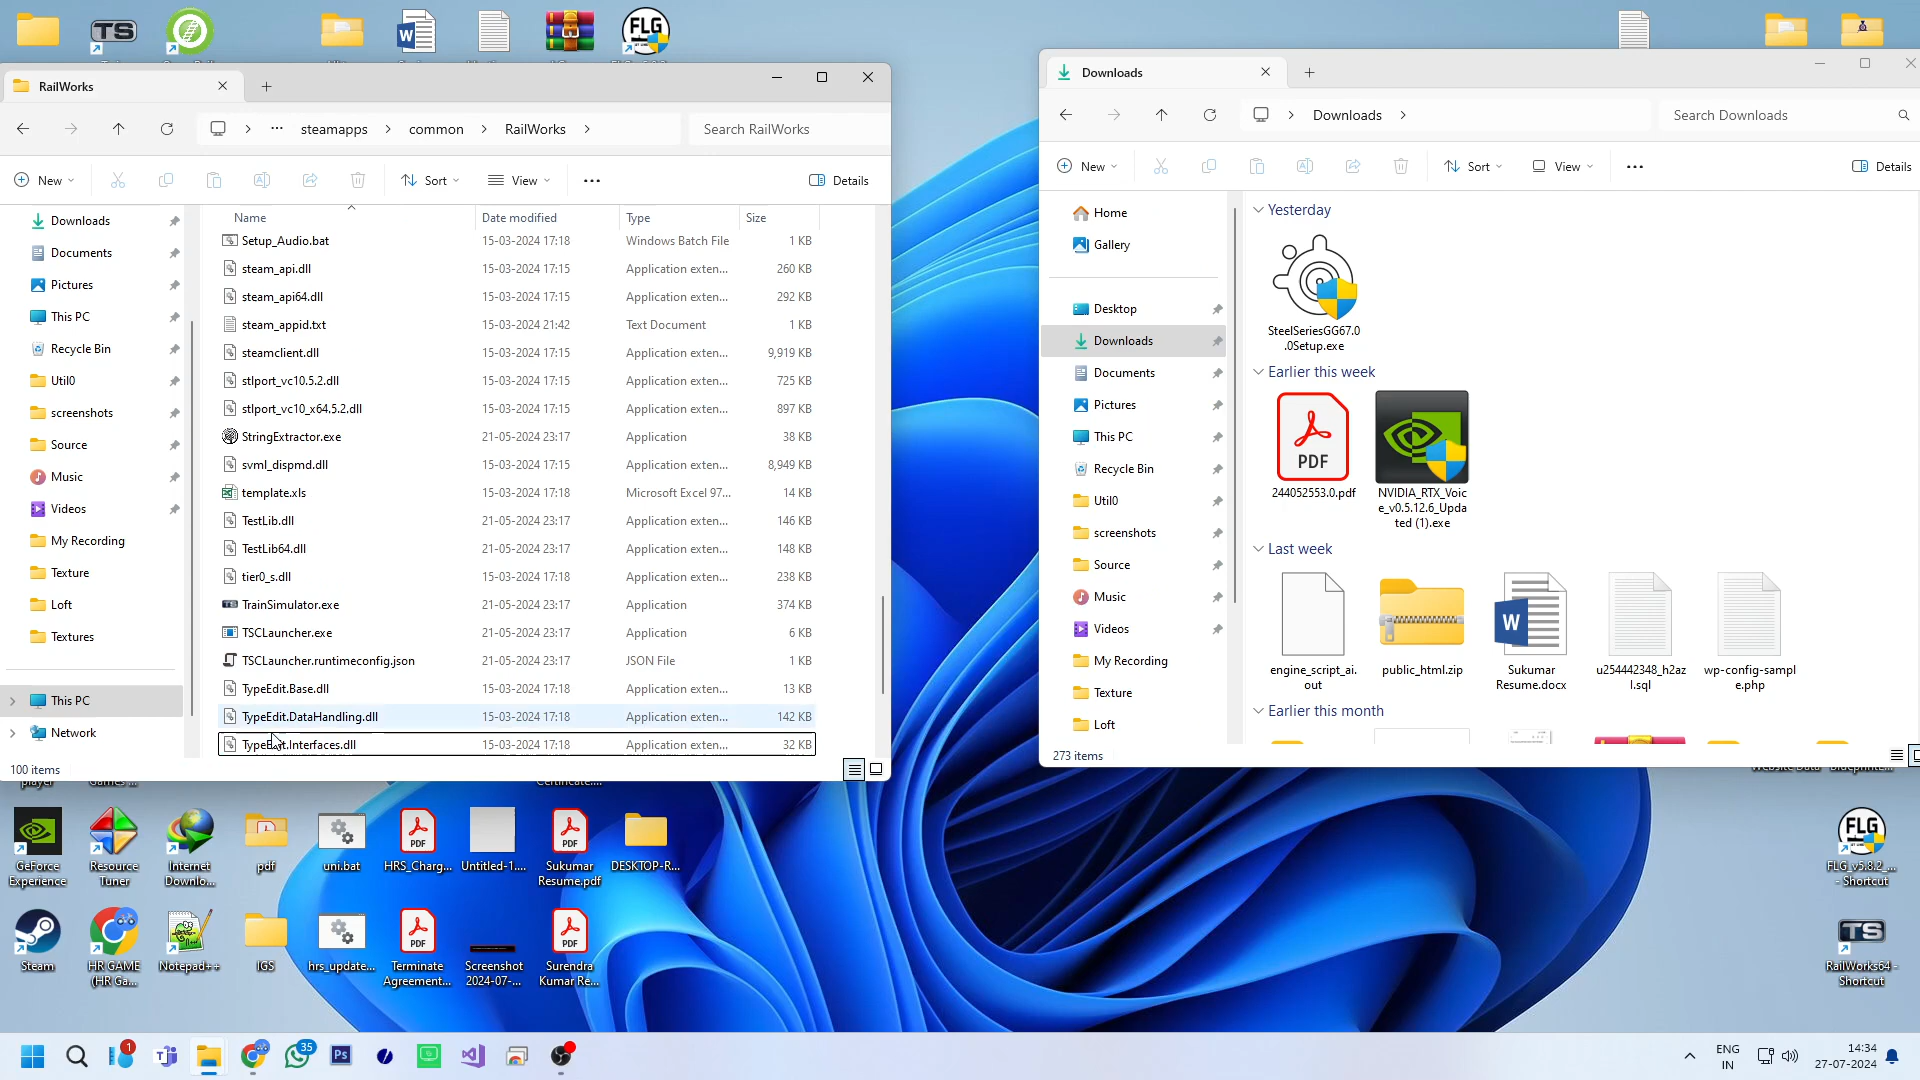 FLG
TS
RailWorks
steamapps
common
RailWorks
Search RailWorks
New
Sort
View
Details
Name
Date modified
Type
Size
Downloads
Documents
Pictures
This PC
Recycle Bin
Util0
screenshots
Source
Music
Videos
My Recording
Texture
Loft
Textures
This PC
Network
Setup_Audio.bat 15-03-2024 17:18 Windows Batch File 1 KB
steam_api.dll 15-03-2024 17:15 Application exten... 260 KB
steam_api64.dll 15-03-2024 17:15 Application exten... 292 KB
steam_appid.txt 15-03-2024 21:42 Text Document 1 KB
steamclient.dll 15-03-2024 17:15 Application exten... 9,919 KB
stlport_vc10.5.2.dll 15-03-2024 17:15 Application exten... 725 KB
stlport_vc10_x64.5.2.dll 15-03-2024 17:15 Application exten... 897 KB
StringExtractor.exe 21-05-2024 23:17 Application 38 KB
svml_dispmd.dll 15-03-2024 17:15 Application exten... 8,949 KB
template.xls 15-03-2024 17:18 Microsoft Excel 97... 14 KB
TestLib.dll 21-05-2024 23:17 Application exten... 146 KB
TestLib64.dll 21-05-2024 23:17 Application exten... 148 KB
tier0_s.dll 15-03-2024 17:18 Application exten... 238 KB
TrainSimulator.exe 21-05-2024 23:17 Application 374 KB
TSCLauncher.exe 21-05-2024 23:17 Application 6 KB
TSCLauncher.runtimeconfig.json 21-05-2024 23:17 JSON File 1 KB
TypeEdit.Base.dll 15-03-2024 17:18 Application exten... 13 KB
TypeEdit.DataHandling.dll 15-03-2024 17:18 Application exten... 142 KB
TypeEdit.Interfaces.dll 15-03-2024 17:18 Application exten... 32 KB
100 items
Downloads
Downloads
Search Downloads
New
Sort
View
Details
Home
Gallery
Desktop
Downloads
Documents
Pictures
This PC
Recycle Bin
Util0
screenshots
Source
Music
Videos
My Recording
Texture
Loft
Yesterday
SteelSeriesGG67.0
.0Setup.exe
Earlier this week
PDF
244052553.0.pdf
NVIDIA_RTX_Voic
e_v0.5.12.6_Upda
ted (1).exe
Last week
engine_script_ai.
out
public_html.zip
W
Sukumar
Resume.docx
u254442348_h2az
l.sql
wp-config-sampl
e.php
Earlier this month
273 items
GeForce
Experience
Resource
Tuner
Internet
Downlo...
pdf
uni.bat
PDF
HRS_Charg...
Untitled-1....
PDF
Sukumar
Resume.pdf
DESKTOP-R...
Steam
HR GAME
(HR Ga...
Notepad++
IGS
hrs_update...
PDF
Terminate
Agreement...
Screenshot
2024-07-...
PDF
Surendra
Kumar Re...
FLG
FLG_v5.8.2_...
- Shortcut
TS
RailWorks64 -
Shortcut
1
35
Ps
ENG
IN
14:34
27-07-2024